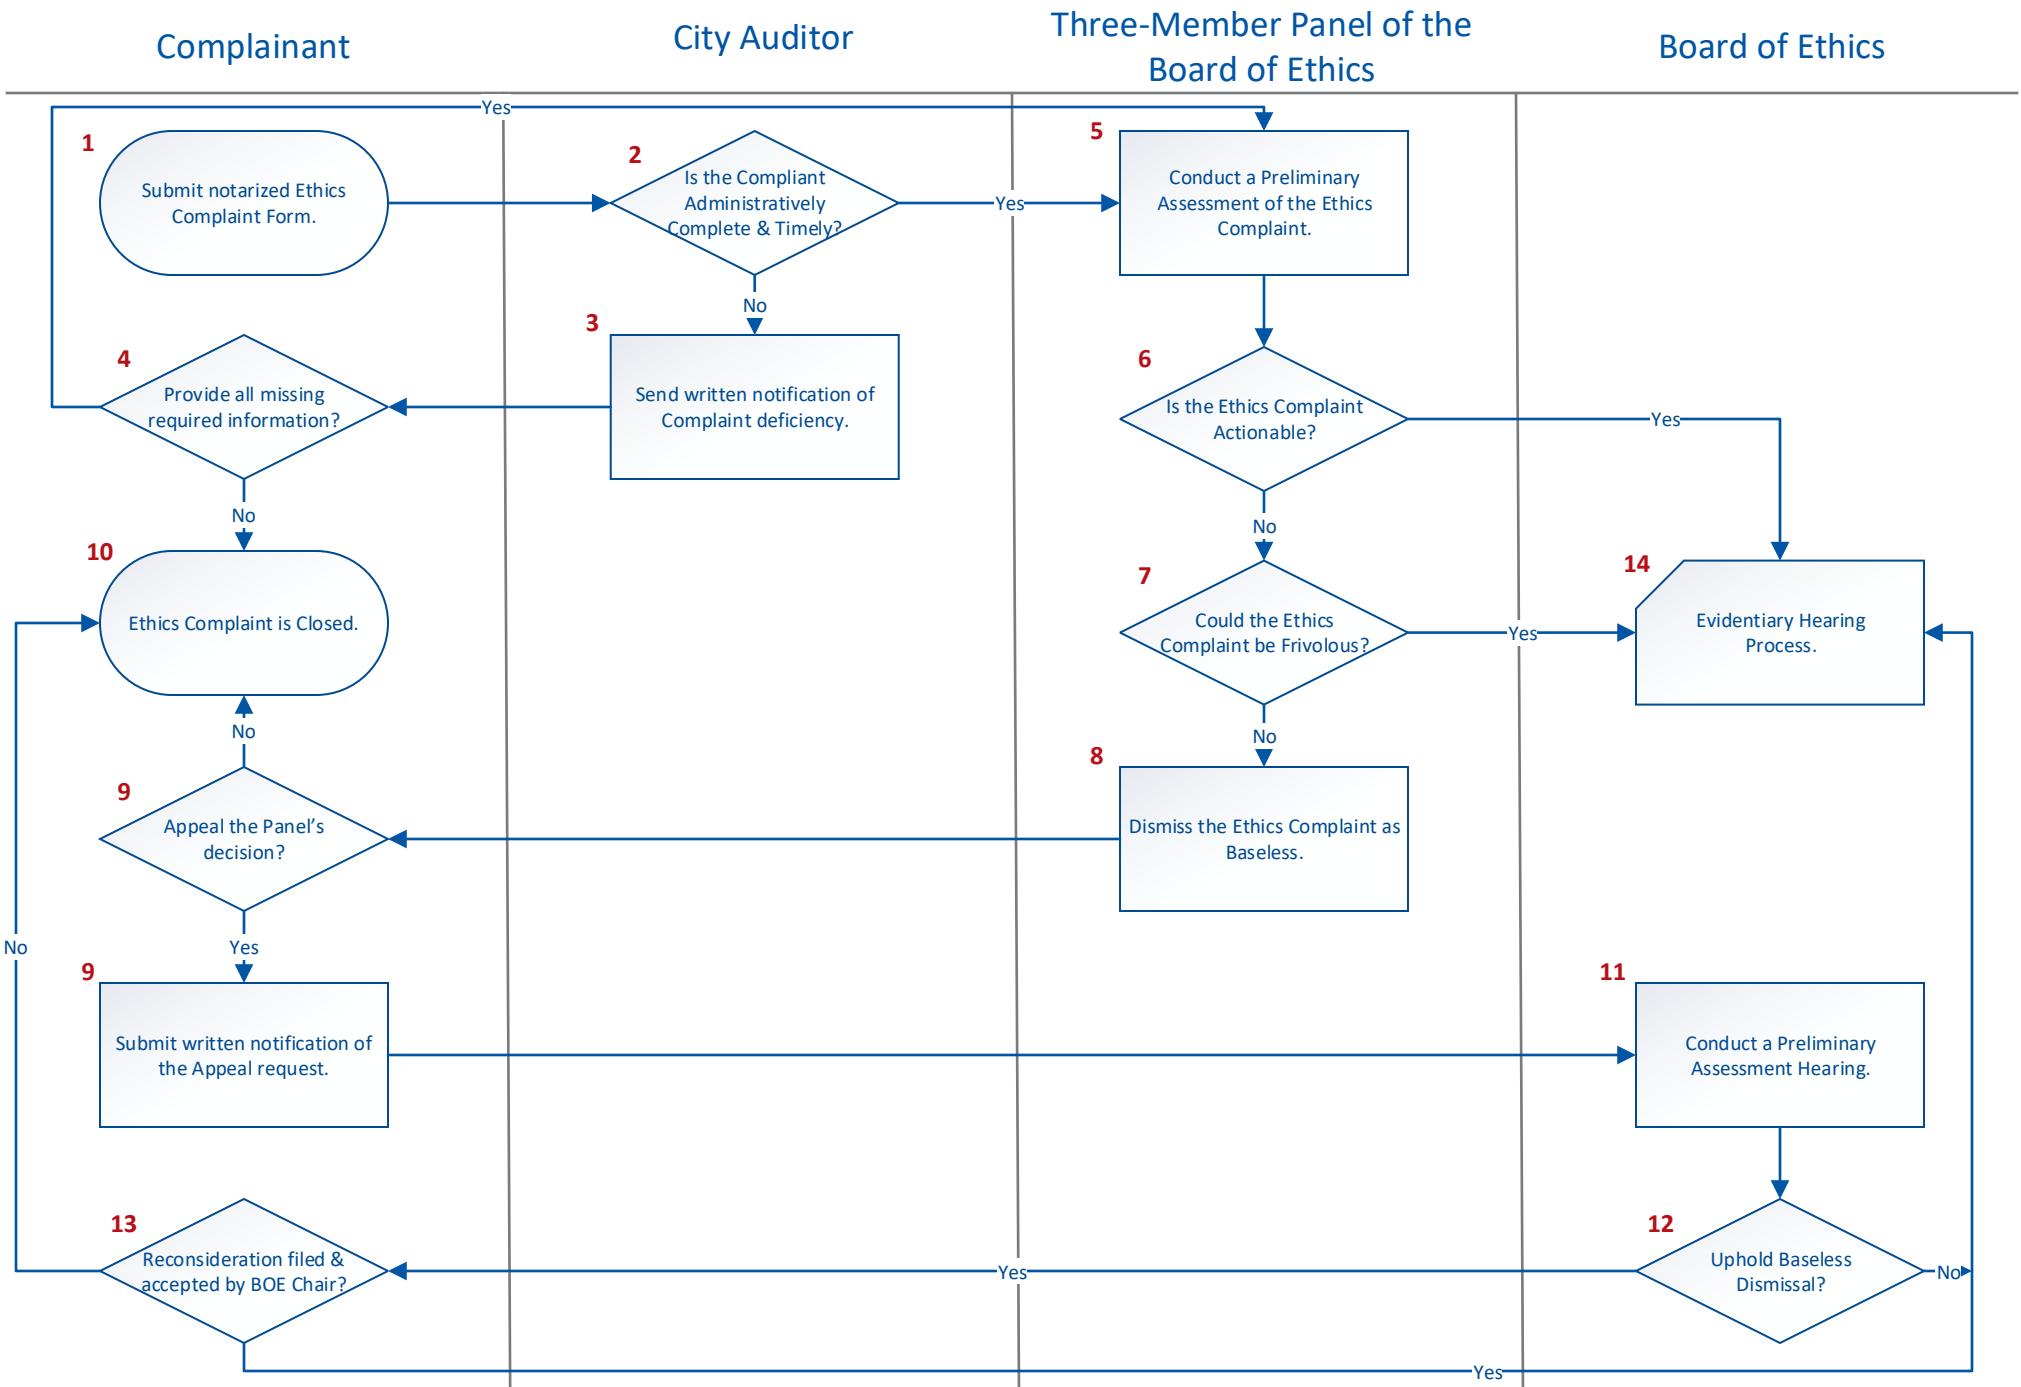 Complainant
City Auditor
Three-Member Panel of the
Board of Ethics
Board of Ethics
Yes
1
Submit notarized Ethics
Complaint Form.
2
Is the Compliant
Administratively
Complete & Timely?
Yes
5
Conduct a Preliminary
Assessment of the Ethics
Complaint.
No
3
Send written notification of
Complaint deficiency.
4
Provide all missing
required information?
No
6
Is the Ethics Complaint
Actionable?
Yes
No
10
Ethics Complaint is Closed.
7
Could the Ethics
Complaint be Frivolous?
Yes
14
Evidentiary Hearing
Process.
No
No
8
Dismiss the Ethics Complaint as
Baseless.
9
Appeal the Panel's
decision?
No
Yes
9
Submit written notification of
the Appeal request.
11
Conduct a Preliminary
Assessment Hearing.
13
Reconsideration filed &
accepted by BOE Chair?
Yes
12
Uphold Baseless
Dismissal?
No
Yes